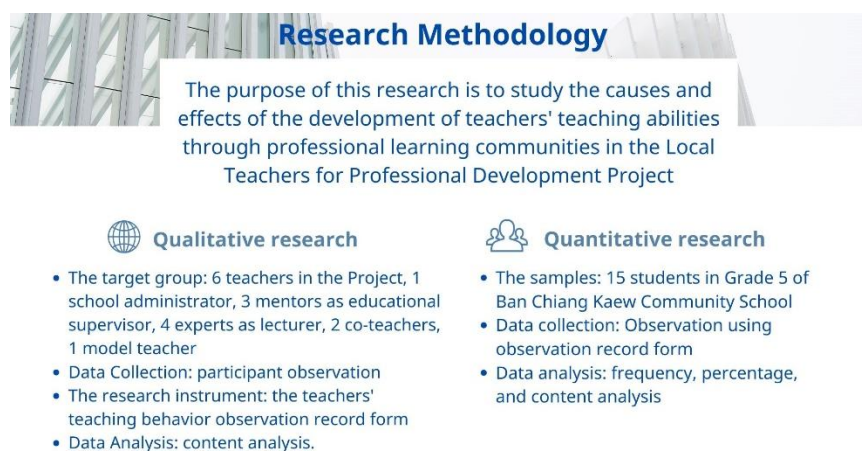 Research Methodology
The purpose of this research is to study the causes and
effects of the development of teachers' teaching abilities
through professional learning communities in the Local
Teachers for Professional Development Project
Qualitative research
• The target group: 6 teachers in the Project, 1
school administrator, 3 mentors as educational
supervisor, 4 experts as lecturer, 2 co-teachers,
1 model teacher
• Data Collection: participant observation
• The research instrument: the teachers'
teaching behavior observation record form
• Data Analysis: content analysis.
Quantitative research
• The samples: 15 students in Grade 5 of
Ban Chiang Kaew Community School
• Data collection: Observation using
observation record form
• Data analysis: frequency, percentage,
and content analysis